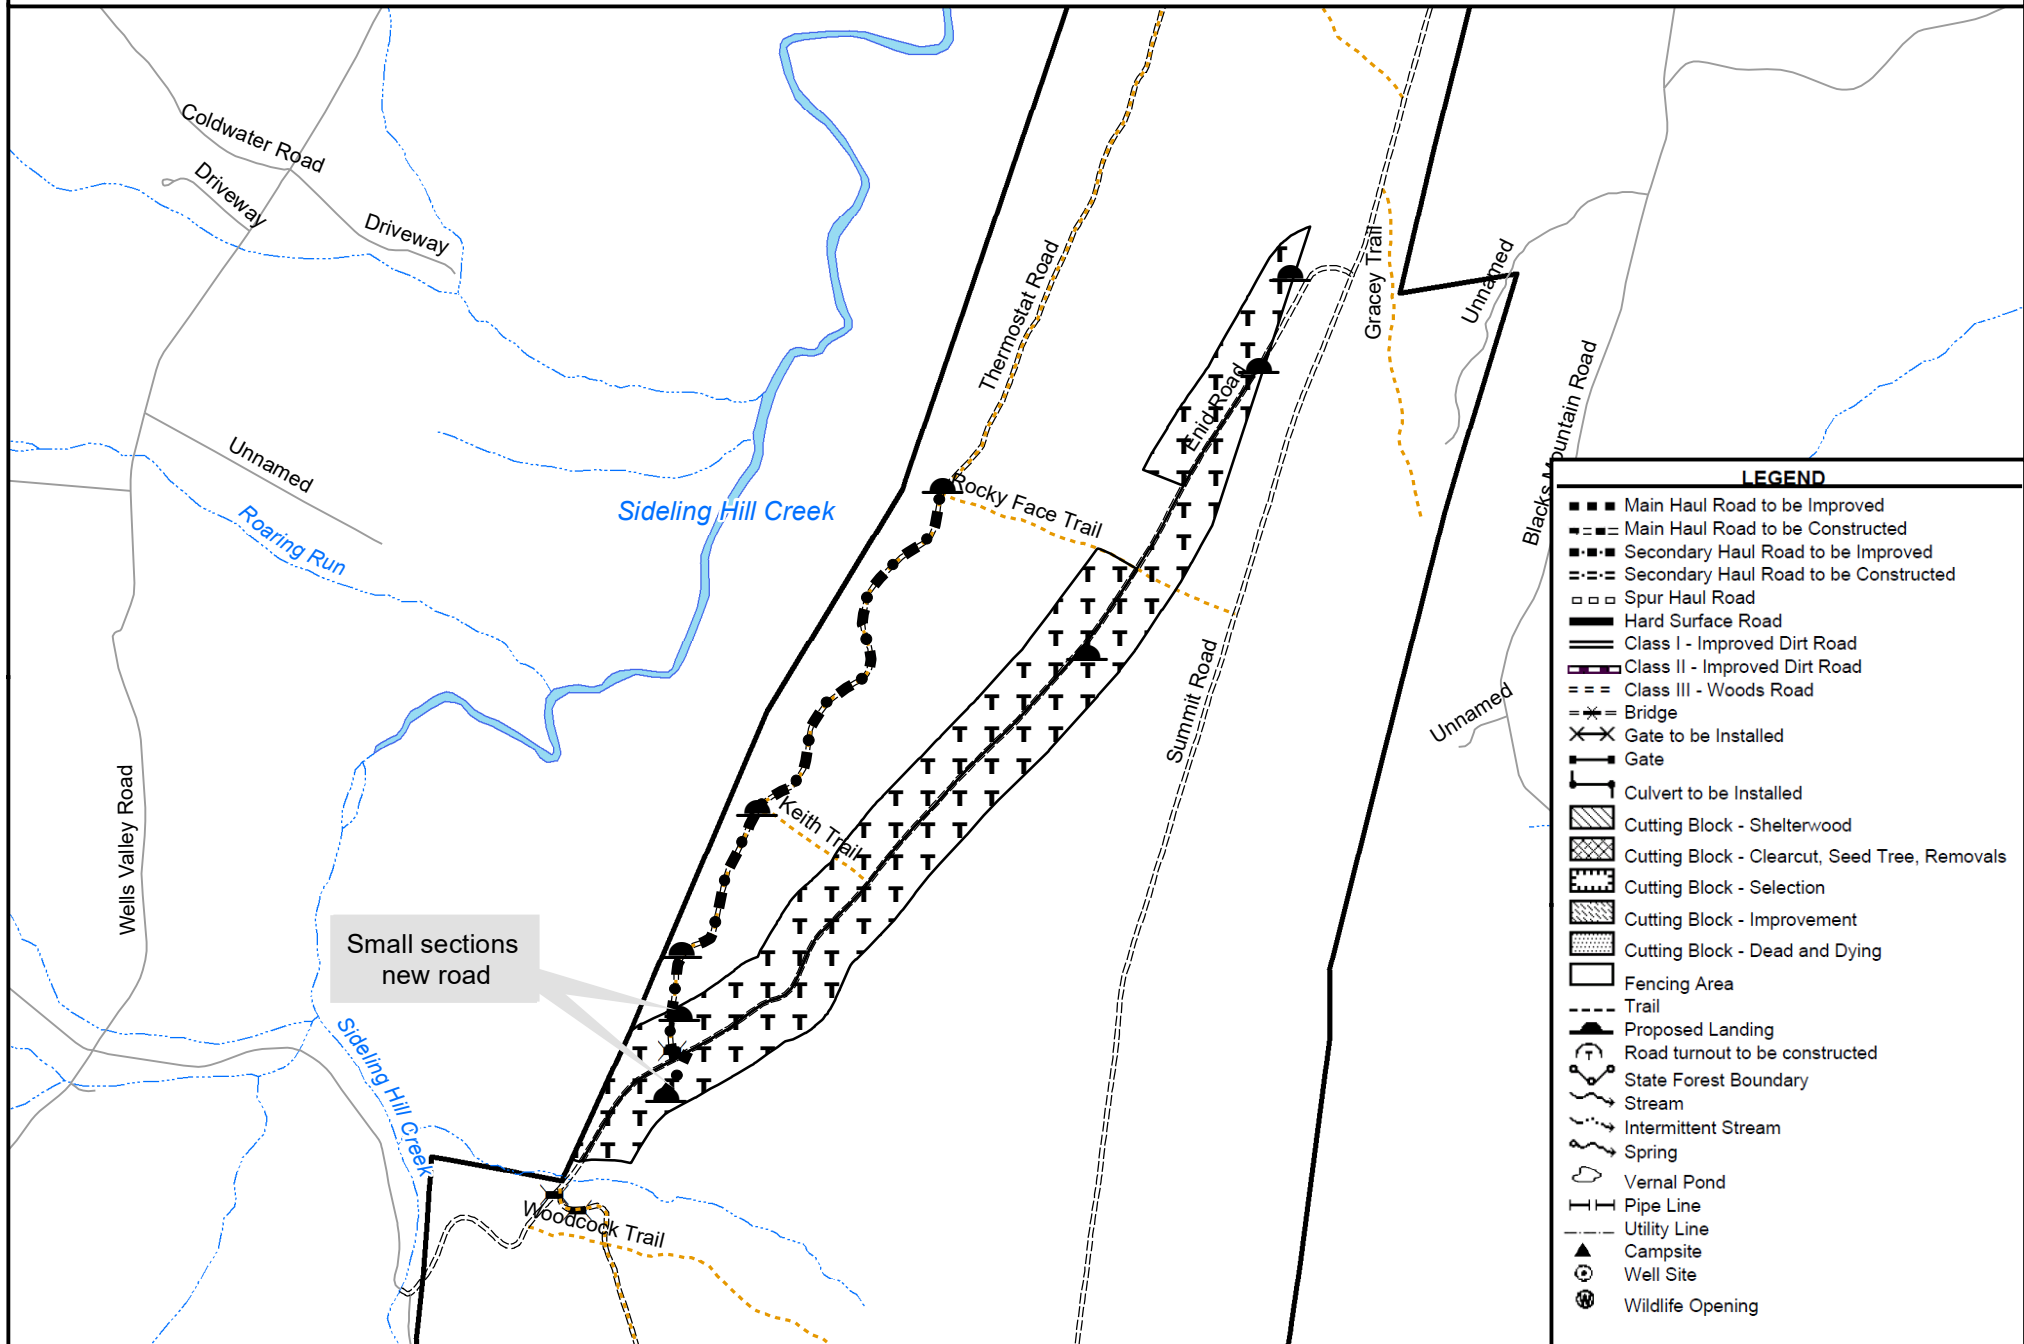 Coldwater Road
Driveway
Driveway
Thermostat Road
Gracey Trail
Unnamed
Enid Road
Blacks Mountain Road
Unnamed
Roaring Run
Sideling Hill Creek
Rocky Face Trail
Summit Road
Unnamed
Wells Valley Road
Keith Trail
Small sections
new road
Sideling Hill Creek
Woodcock Trail
LEGEND
Main Haul Road to be Improved
Main Haul Road to be Constructed
Secondary Haul Road to be Improved
Secondary Haul Road to be Constructed
Spur Haul Road
Hard Surface Road
Class I - Improved Dirt Road
Class II - Improved Dirt Road
Class III - Woods Road
Bridge
Gate to be Installed
Gate
Culvert to be Installed
Cutting Block - Shelterwood
Cutting Block - Clearcut, Seed Tree, Removals
Cutting Block - Selection
Cutting Block - Improvement
Cutting Block - Dead and Dying
Fencing Area
Trail
Proposed Landing
Road turnout to be constructed
State Forest Boundary
Stream
Intermittent Stream
Spring
Vernal Pond
Pipe Line
Utility Line
Campsite
Well Site
Wildlife Opening